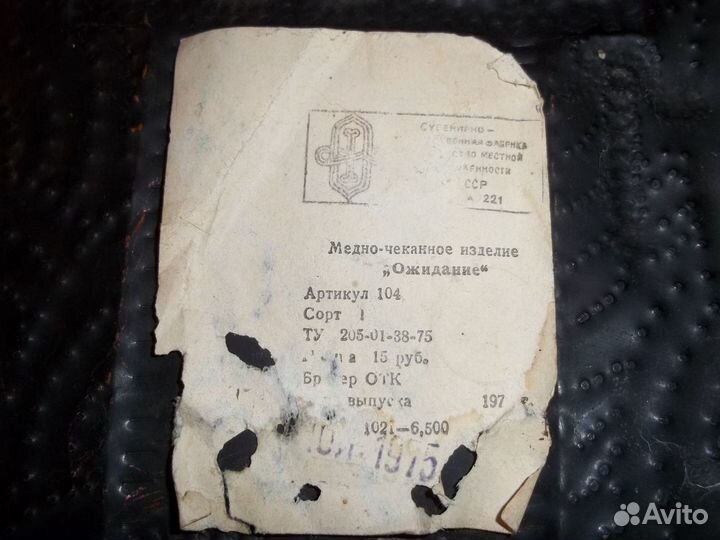 СУВЕНИРНО –
ВЕННАЯ ФАБРИКА
МЕСТНОЙ
ССР
221
Медно-чеканное изделие
„Ожидание“
Артикул 104
Сорт 1
ТУ 205-01-38-75
15 руб.
ОТК
выпуска 197 г.
1021—6,500
1975
Avito